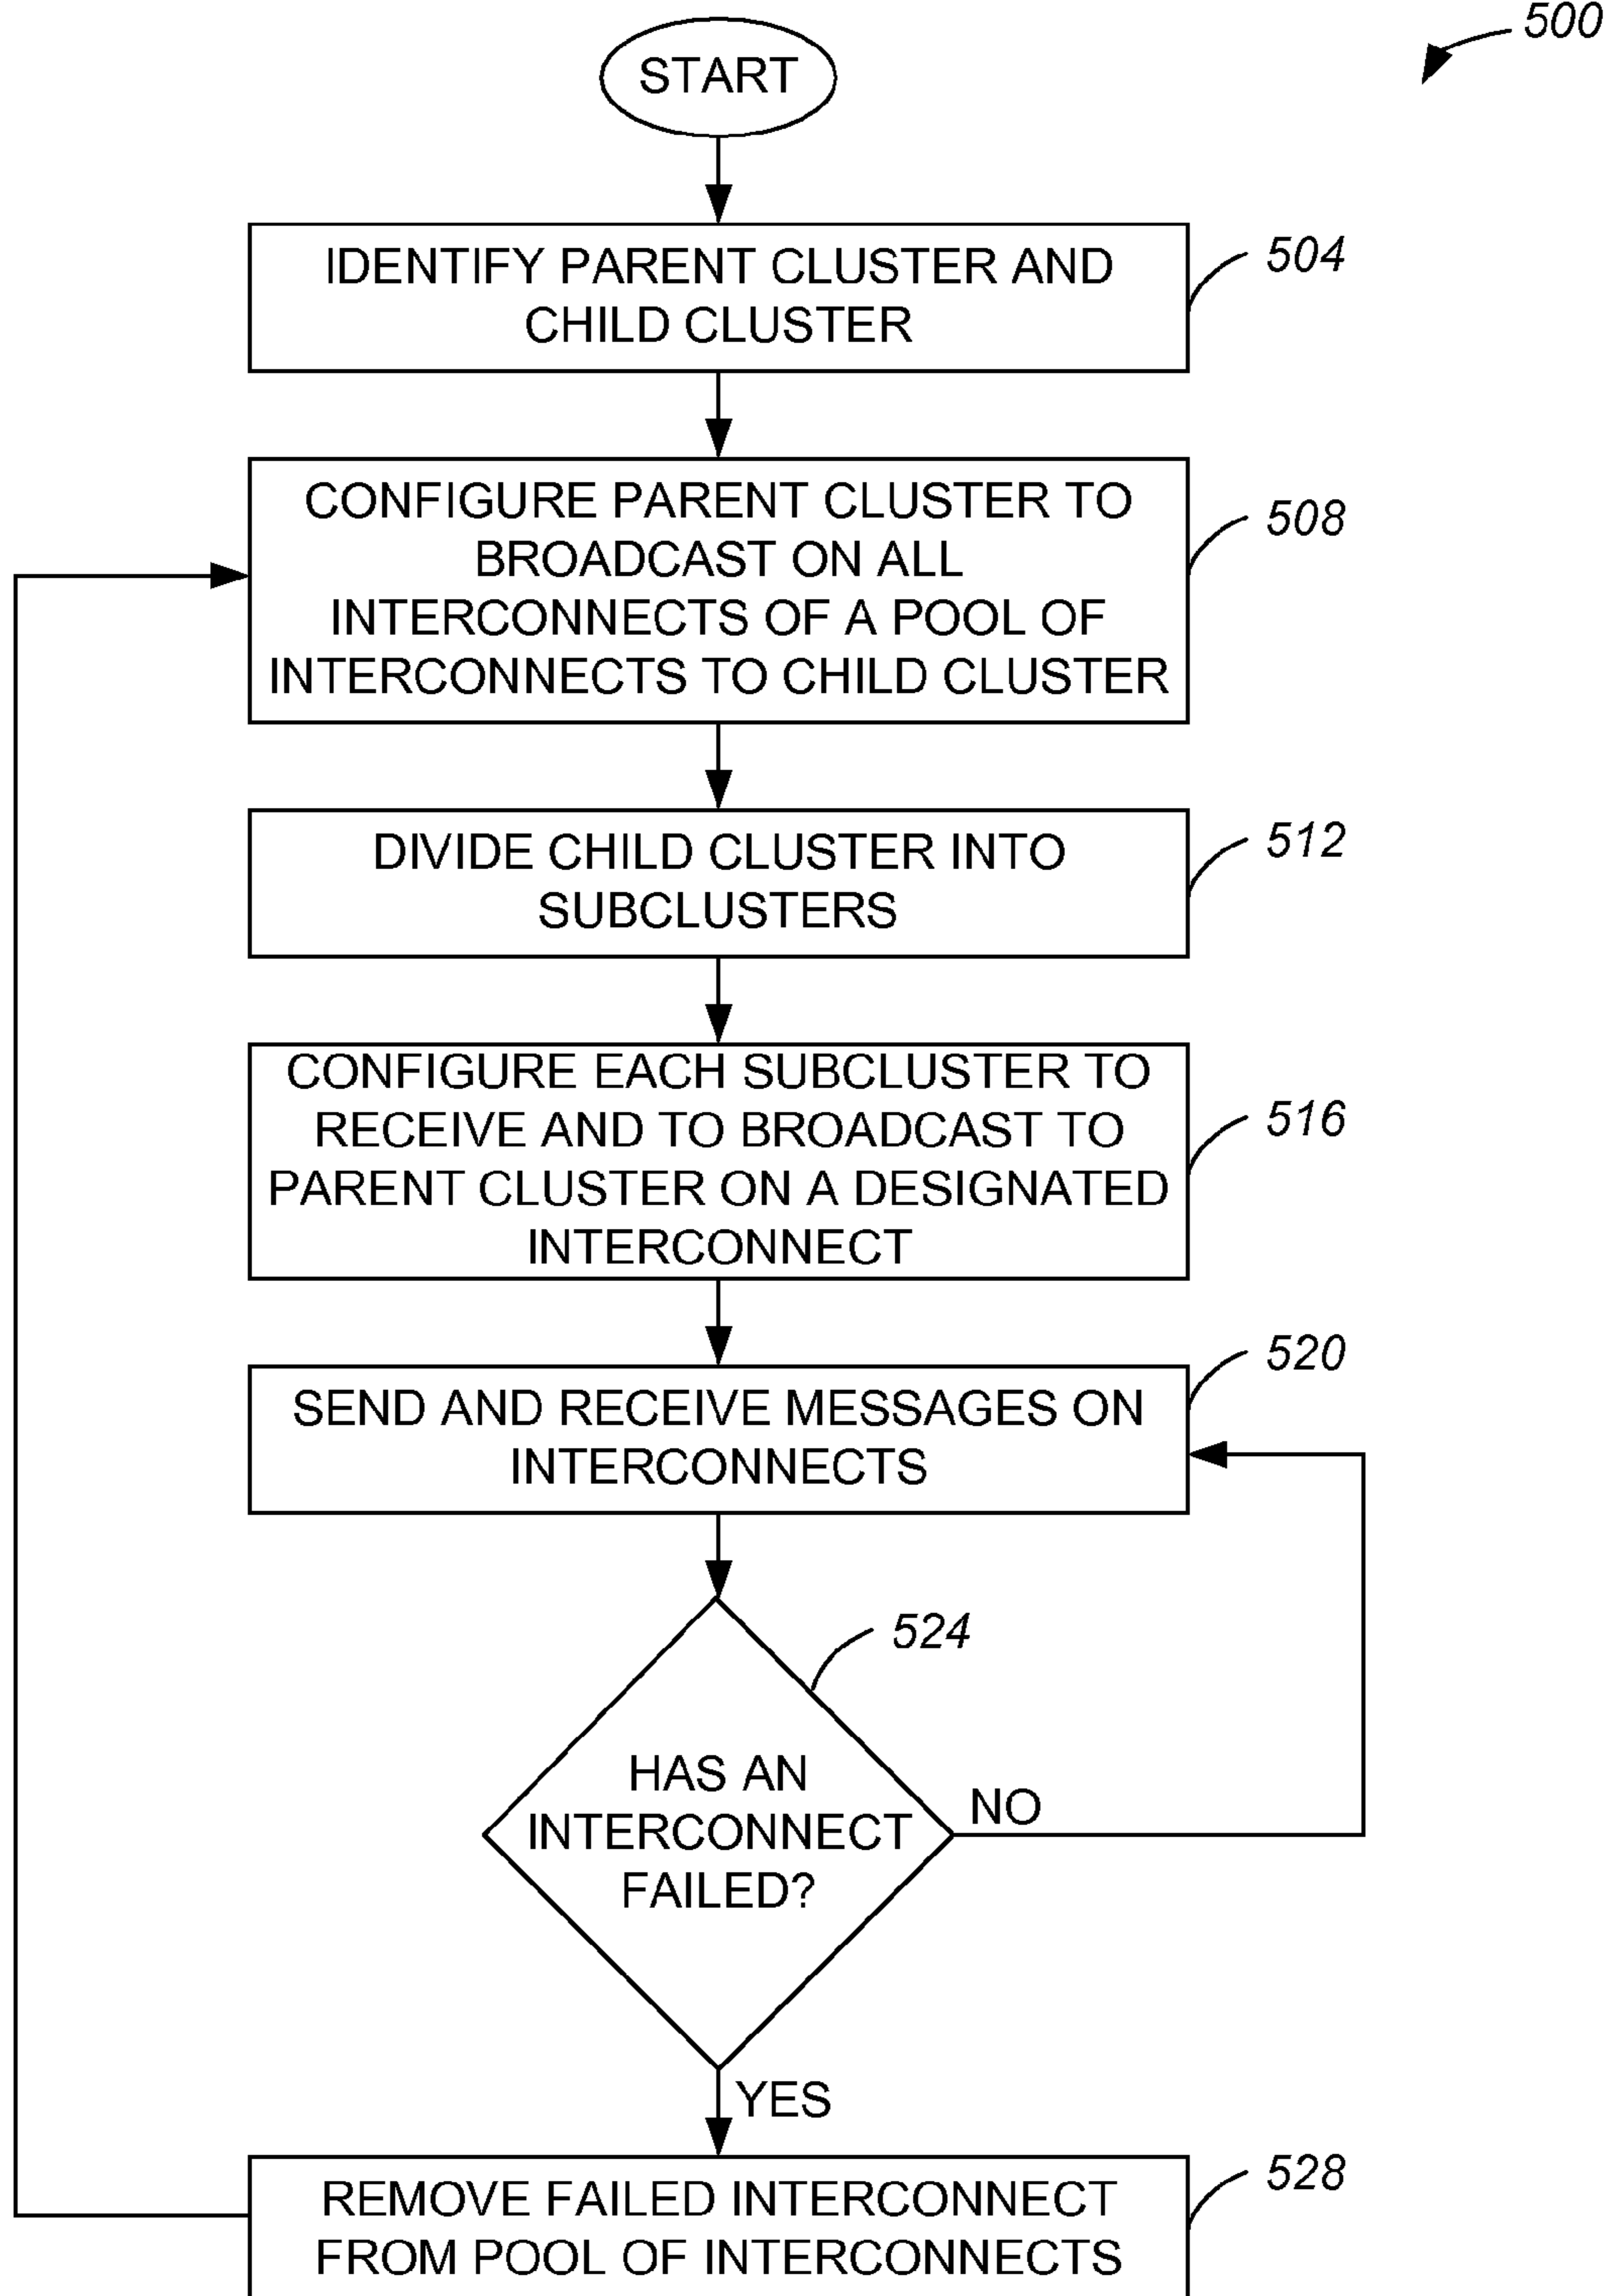 500
START
IDENTIFY PARENT CLUSTER AND
CHILD CLUSTER
504
CONFIGURE PARENT CLUSTER TO
BROADCAST ON ALL
INTERCONNECTS OF A POOL OF
INTERCONNECTS TO CHILD CLUSTER
508
DIVIDE CHILD CLUSTER INTO
SUBCLUSTERS
512
CONFIGURE EACH SUBCLUSTER TO
RECEIVE AND TO BROADCAST TO
PARENT CLUSTER ON A DESIGNATED
INTERCONNECT
516
SEND AND RECEIVE MESSAGES ON
INTERCONNECTS
520
524
HAS AN
INTERCONNECT
FAILED?
NO
YES
REMOVE FAILED INTERCONNECT
FROM POOL OF INTERCONNECTS
528